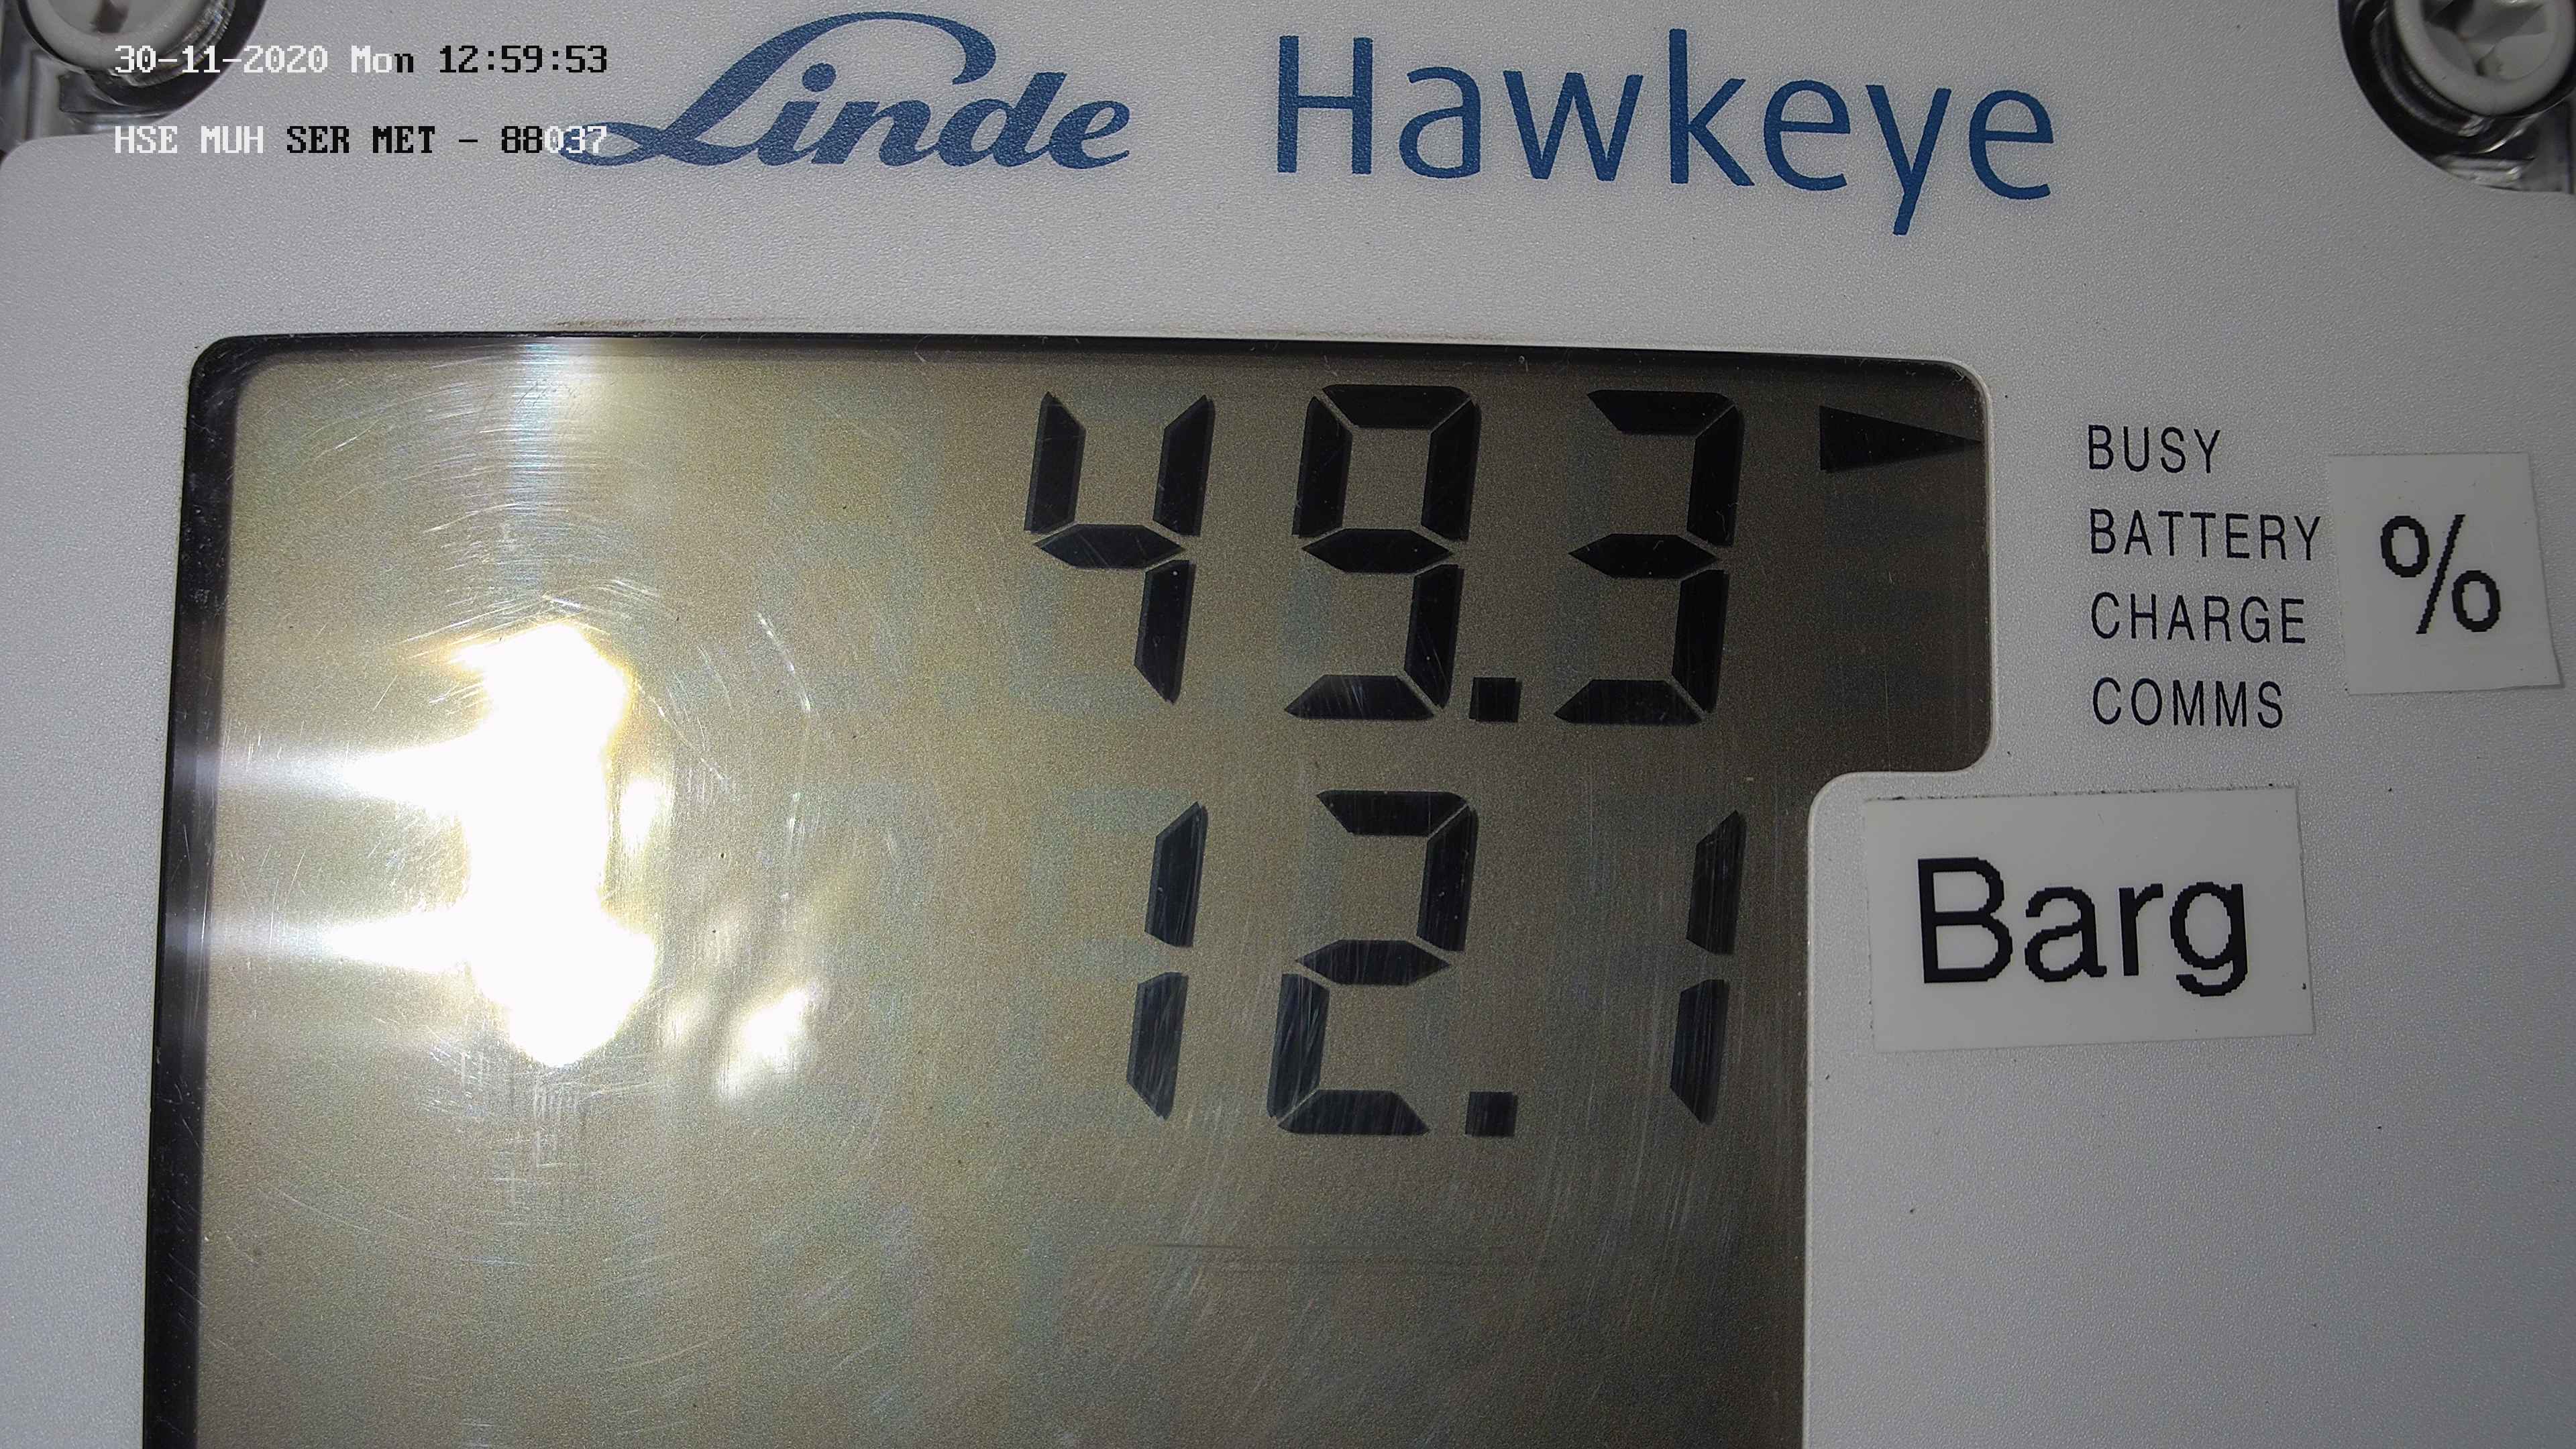 30-11-2020 Mon 12:59:53
HSE MUH SER MET - 88037
Linde Hawkeye
49.3
BUSY
BATTERY
CHARGE
COMMS
%
12.1
Barg